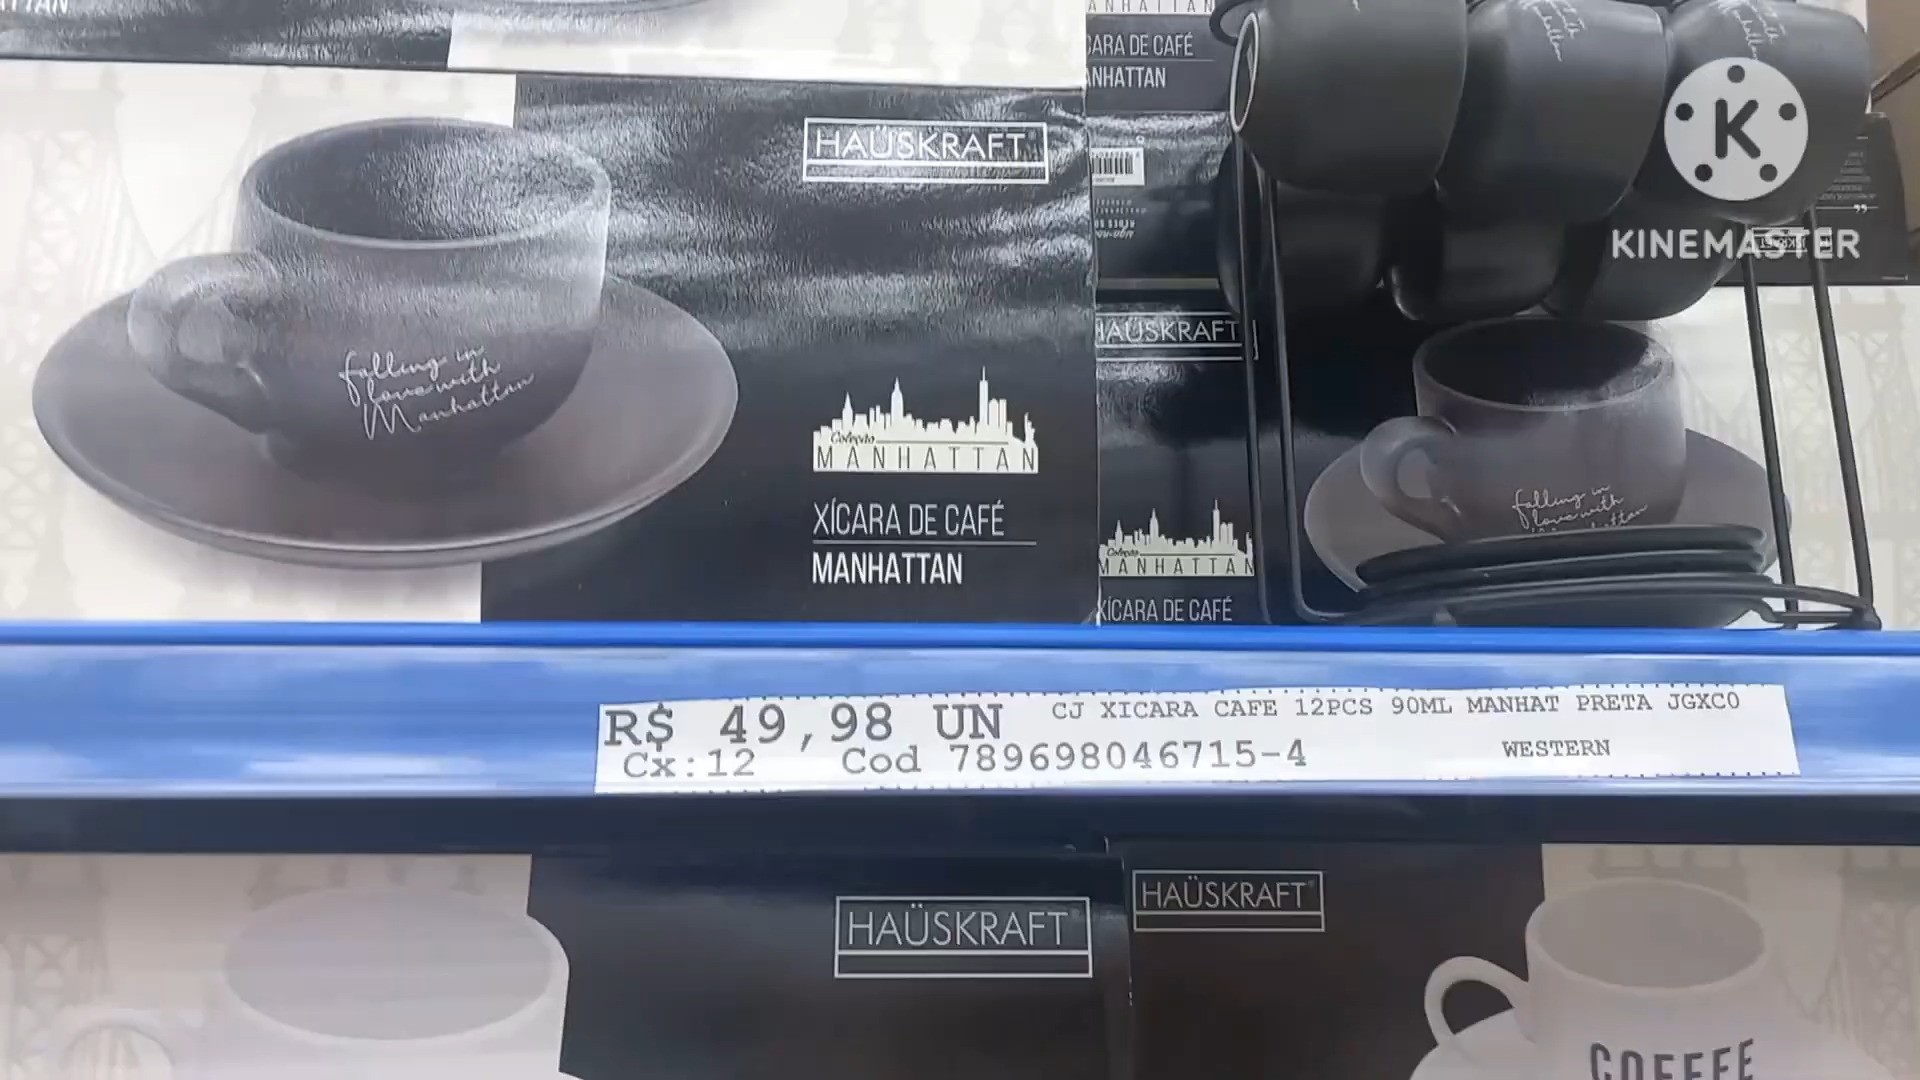 HAÜSKRAFT
falling in
love with
Manhattan
Coleção
MANHATTAN
XÍCARA DE CAFÉ
MANHATTAN
MANHATTAN
CARA DE CAFÉ
ANHATTAN
HAÜSKRAFT
falling in
love with
Coleção
MANHATTAN
XÍCARA DE CAFÉ
K
KINEMASTER
R$ 49,98 UN
CJ XICARA CAFE 12PCS 90ML MANHAT PRETA JGXC0
Cx:12
Cod 789698046715-4
WESTERN
HAÜSKRAFT
HAÜSKRAFT
COFFEE